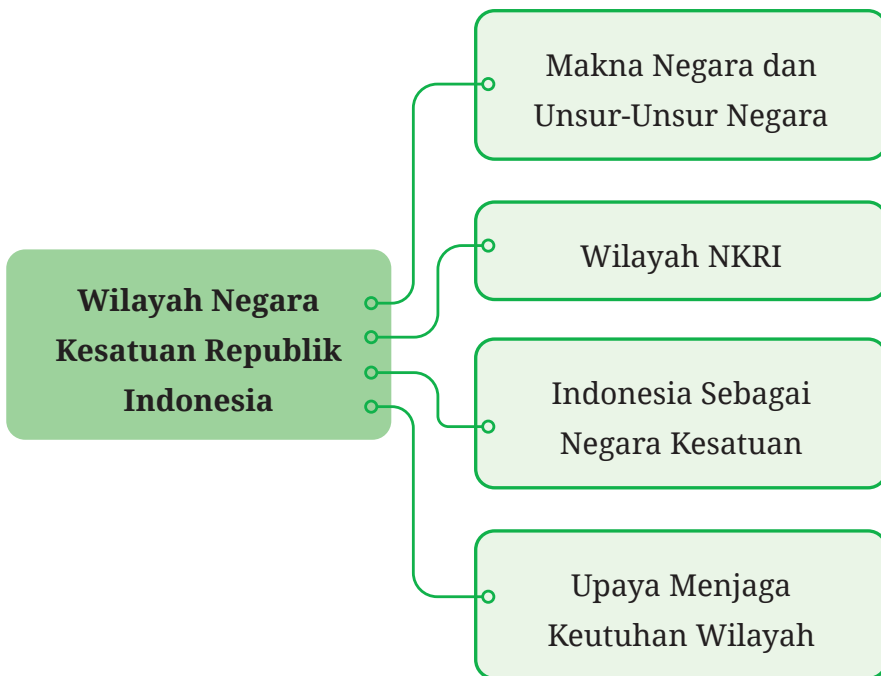 Wilayah Negara
Kesatuan Republik
Indonesia
Makna Negara dan
Unsur-Unsur Negara
Wilayah NKRI
Indonesia Sebagai
Negara Kesatuan
Upaya Menjaga
Keutuhan Wilayah